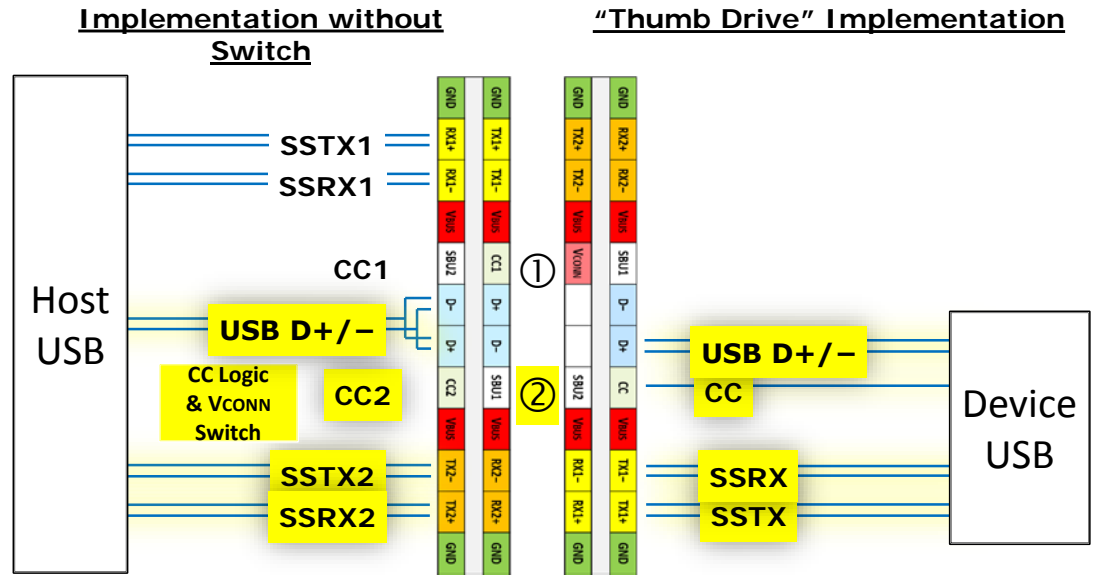 Implementation without
Switch
“Thumb Drive” Implementation
Host
USB
SSTX1
SSRX1
CC1
USB D+/−
CC Logic
& VCONN
Switch
CC2
SSTX2
SSRX2
GND
RX1+
RX1−
VBUS
SBU2
D−
D+
CC2
VBUS
TX2−
TX2+
GND
GND
TX1+
TX1−
VBUS
CC1
D+
D−
SBU1
VBUS
RX2−
RX2+
GND
①
②
GND
TX2+
TX2−
VBUS
VCONN
SBU2
VBUS
RX1−
RX1+
GND
GND
RX2+
RX2−
VBUS
SBU1
D−
D+
CC
VBUS
TX1−
TX1+
GND
USB D+/−
CC
SSRX
SSTX
Device
USB